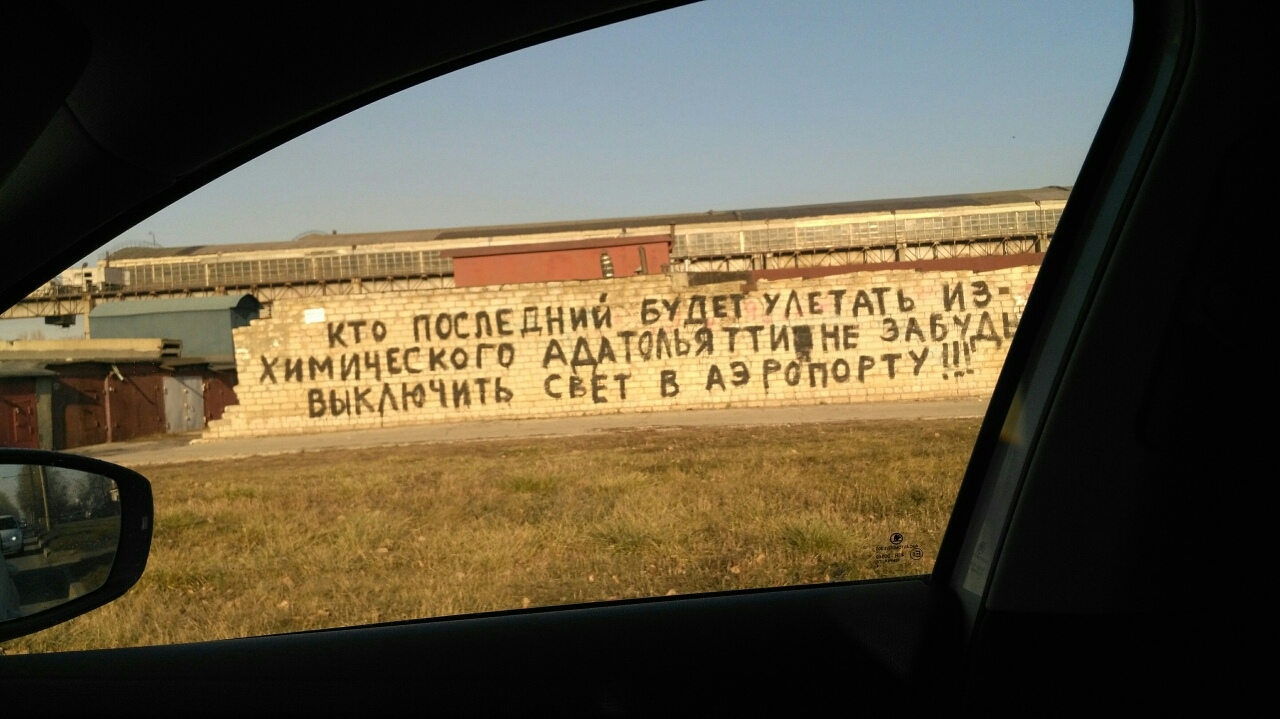 КТО ПОСЛЕДНИЙ БУДЕТ УЛЕТАТЬ ИЗ-
ХИМИЧЕСКОГО АДАТОЛЬЯТТИ НЕ ЗАБУДЬ
ВЫКЛЮЧИТЬ СВЕТ В АЭРОПОРТУ!!!